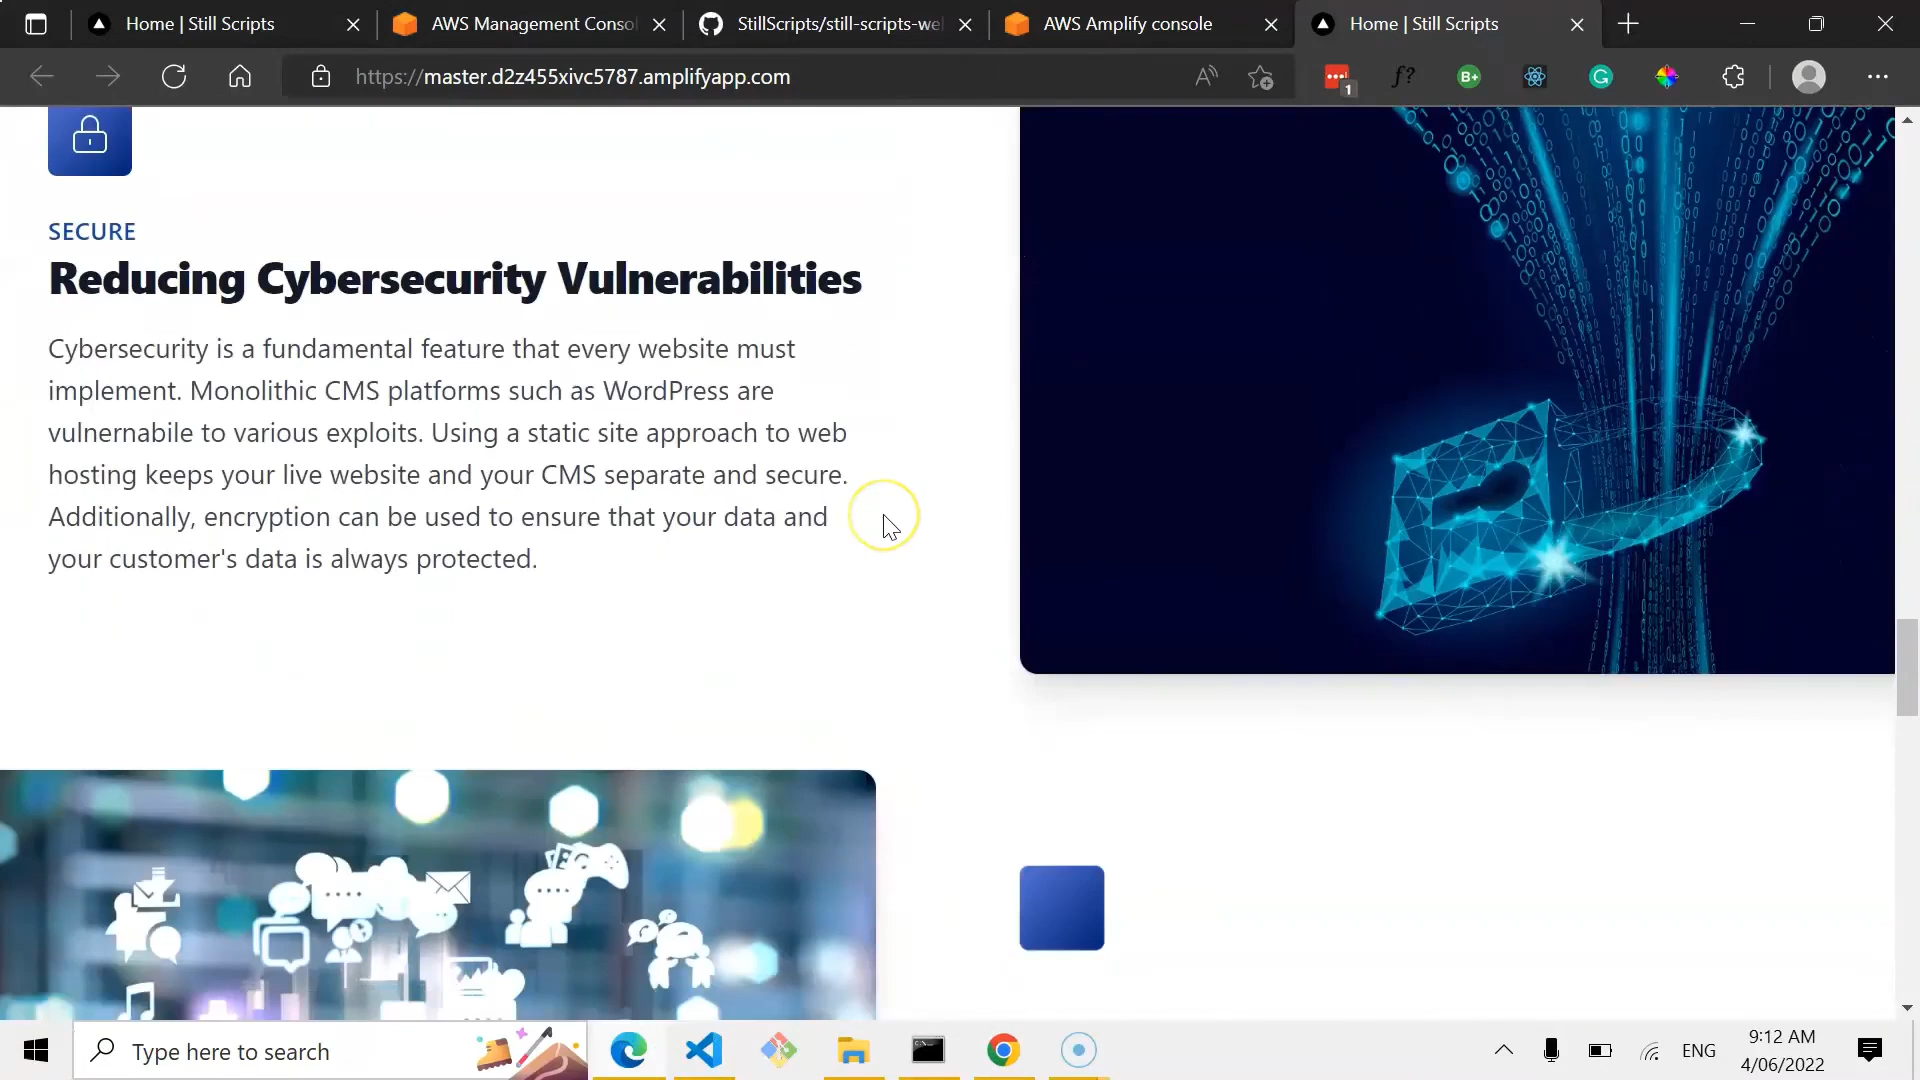 Home | Still Scripts
AWS Management Conso
StillScripts/still-scripts-we
AWS Amplify console
Home | Still Scripts
https://master.d2z455xivc5787.amplifyapp.com
A))
1
f?
B+
G
SECURE
Reducing Cybersecurity Vulnerabilities
Cybersecurity is a fundamental feature that every website must
implement. Monolithic CMS platforms such as WordPress are
vulnernabile to various exploits. Using a static site approach to web
hosting keeps your live website and your CMS separate and secure.
Additionally, encryption can be used to ensure that your data and
your customer's data is always protected.
Type here to search
ENG
9:12 AM
4/06/2022